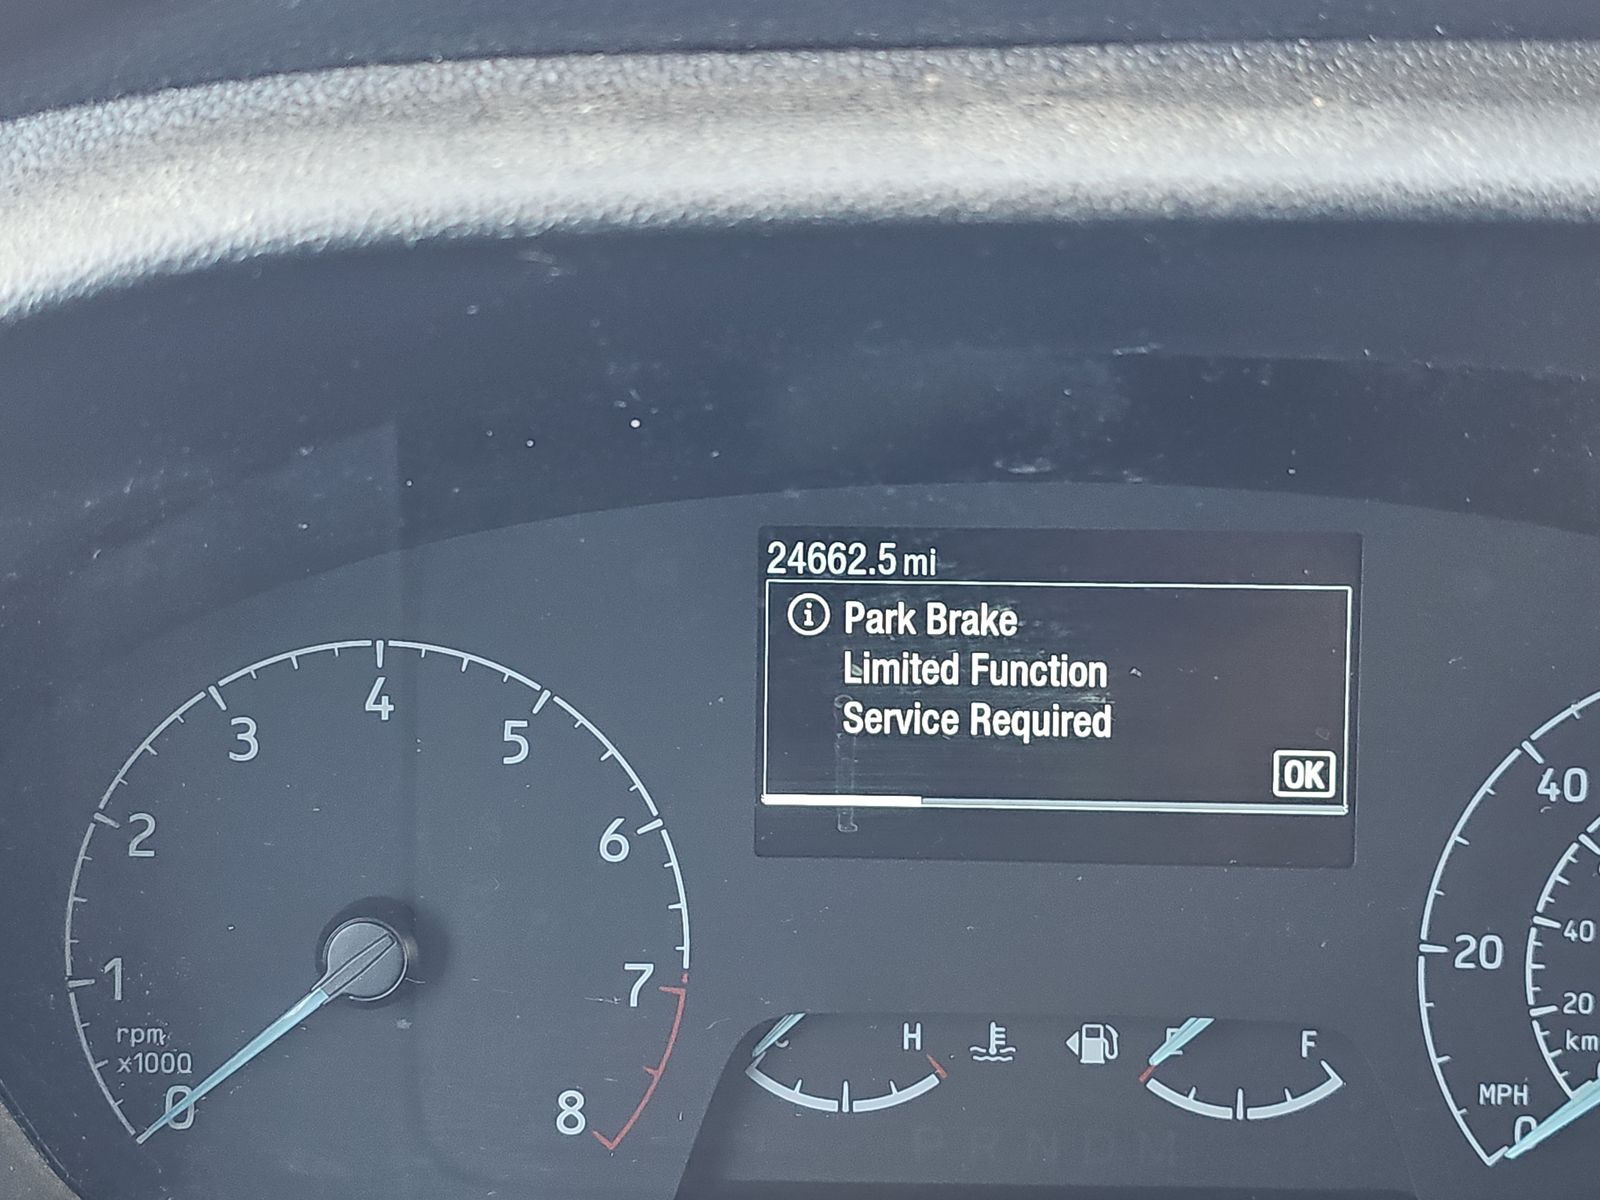 24662.5 mi
i Park Brake
Limited Function
Service Required
OK
4
3
5
2
6
1
7
rpm
x1000
0
8
H
E
F
40
20
40
20
MPH
0
P R N D M